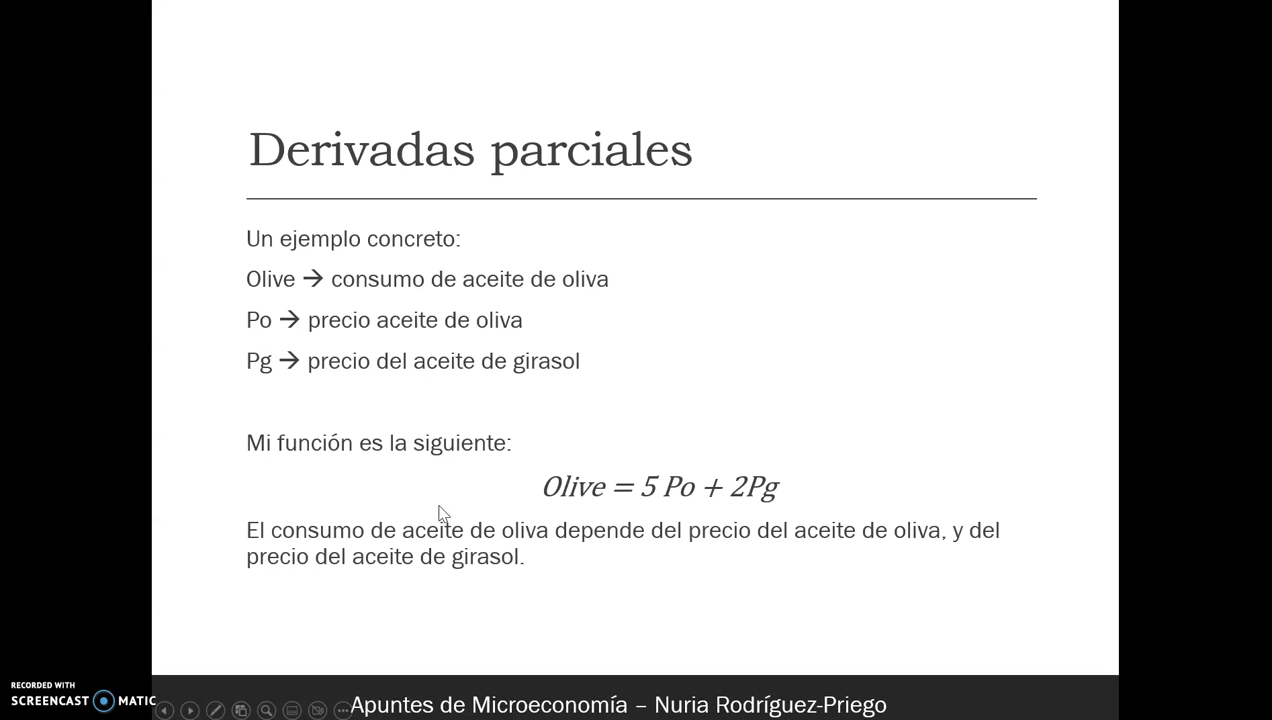 Derivadas parciales
Un ejemplo concreto:
Olive → consumo de aceite de oliva
Po → precio aceite de oliva
Pg → precio del aceite de girasol
Mi función es la siguiente:
Olive = 5 Po + 2Pg
El consumo de aceite de oliva depende del precio del aceite de oliva, y del
precio del aceite de girasol.
RECORDED WITH
SCREENCAST MATIC
Apuntes de Microeconomía – Nuria Rodríguez-Priego